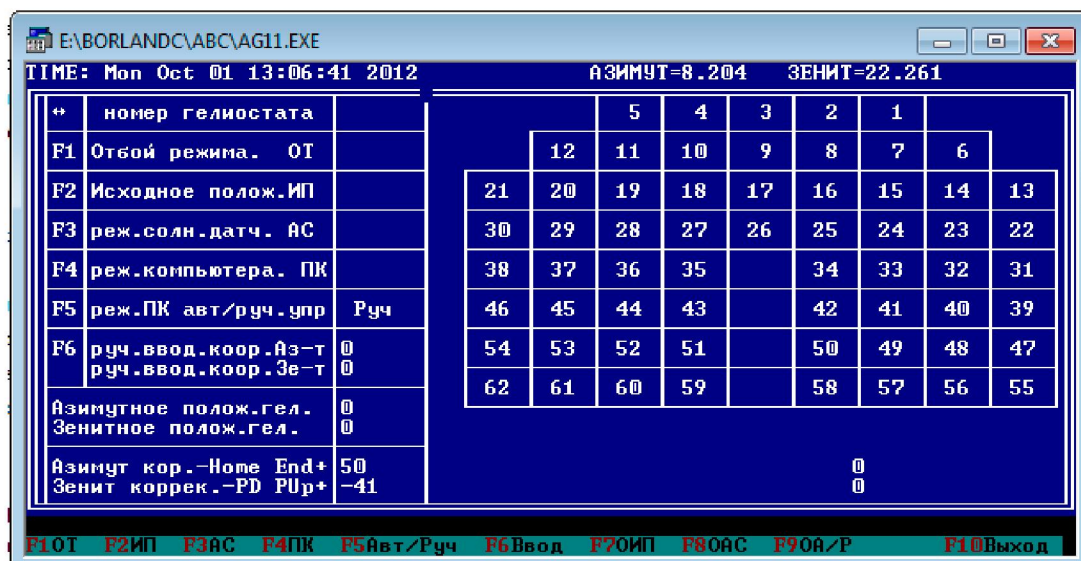 E:\BORLANDC\ABC\AG11.EXE
TIME: Mon Oct 01 13:06:41 2012 АЗИМУТ=8.204 ЗЕНИТ=22.261
↔ номер гелиостата
F1 Отбой режима. ОТ
F2 Исходное полож.ИП
F3 реж.солн.датч. АС
F4 реж.компьютера. ПК
F5 реж.ПК авт/руч.упр Руч
F6 руч.ввод.коор.Аз-т 0
руч.ввод.коор.Зе-т 0
Азимутное полож.гел. 0
Зенитное полож.гел. 0
Азимут кор.-Home End+ 50
Зенит коррек.-PD PUp+ -41
5 4 3 2 1
12 11 10 9 8 7 6
21 20 19 18 17 16 15 14 13
30 29 28 27 26 25 24 23 22
38 37 36 35 34 33 32 31
46 45 44 43 42 41 40 39
54 53 52 51 50 49 48 47
62 61 60 59 58 57 56 55
0
0
F1ОТ F2ИП F3АС F4ПК F5Авт/Руч F6Ввод F7ОИП F8ОАС F9ОА/Р F10Выход